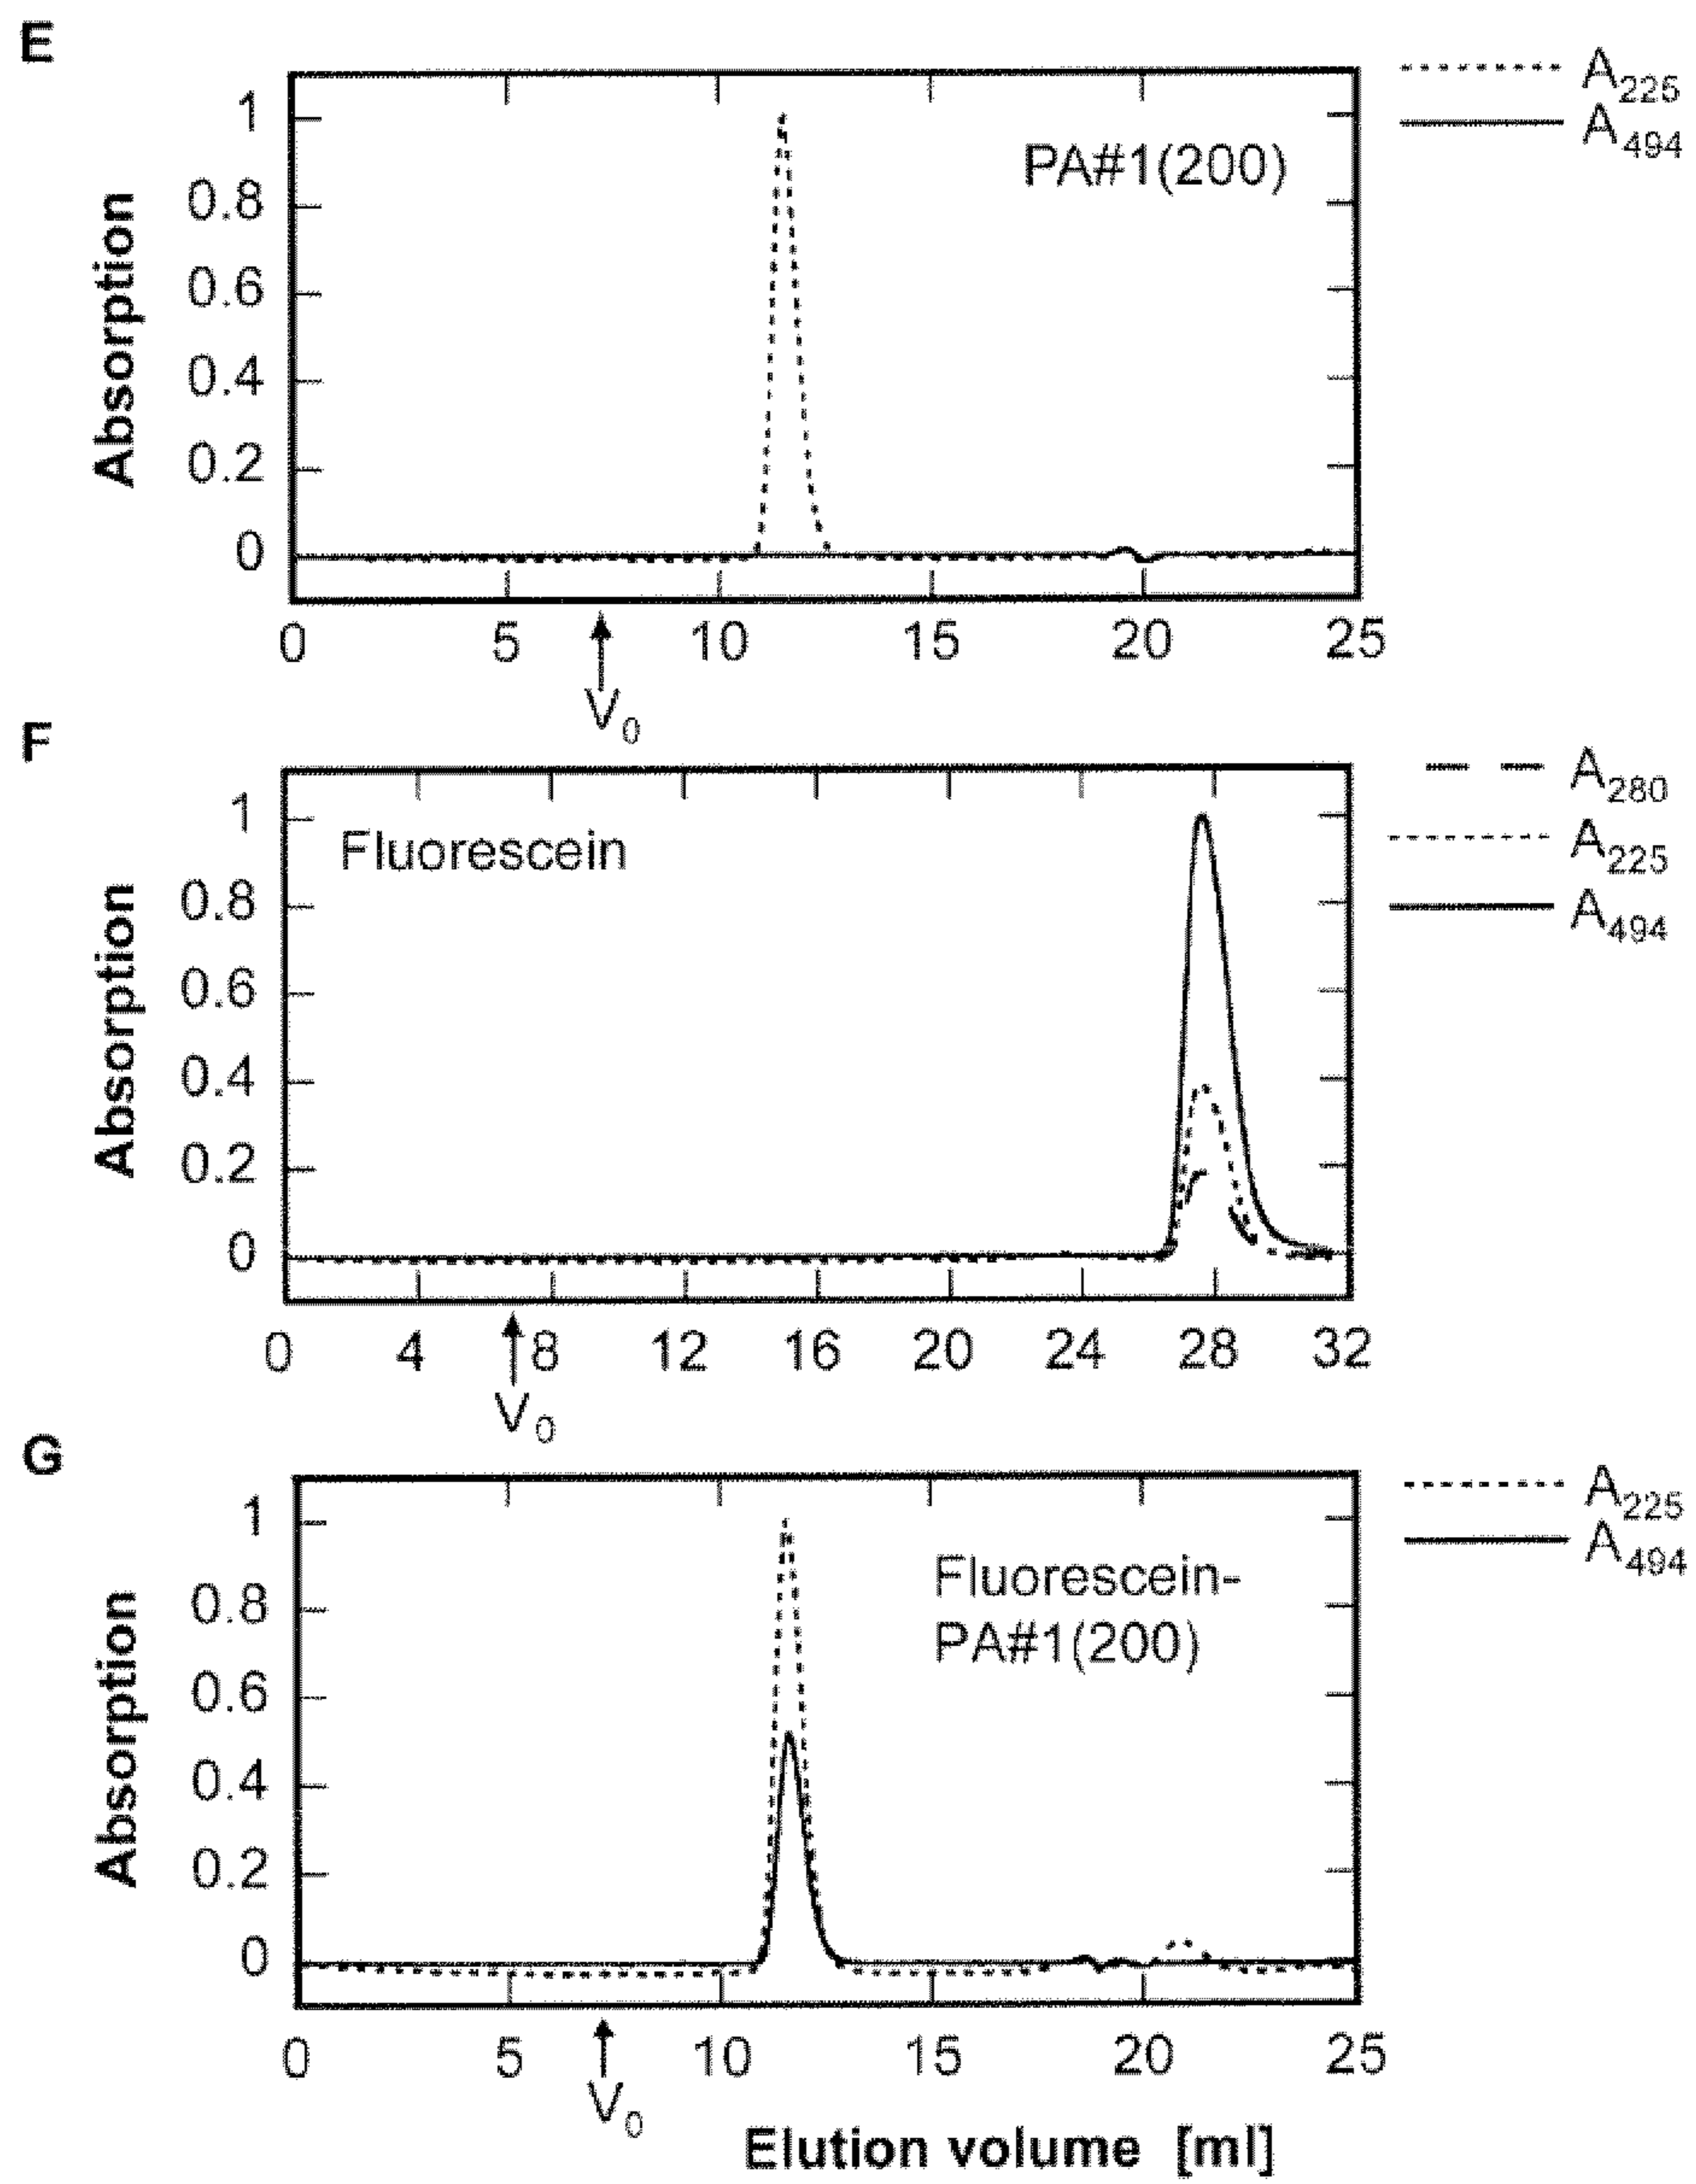 E
A225
A494
PA#1(200)
Absorption
1
0.8
0.6
0.4
0.2
0
0 5 10 15 20 25
V0
F
A280
A225
A494
Fluorescein
Absorption
1
0.8
0.6
0.4
0.2
0
0 4 8 12 16 20 24 28 32
V0
G
A225
A494
Fluorescein-
PA#1(200)
Absorption
1
0.8
0.6
0.4
0.2
0
0 5 10 15 20 25
V0
Elution volume [ml]